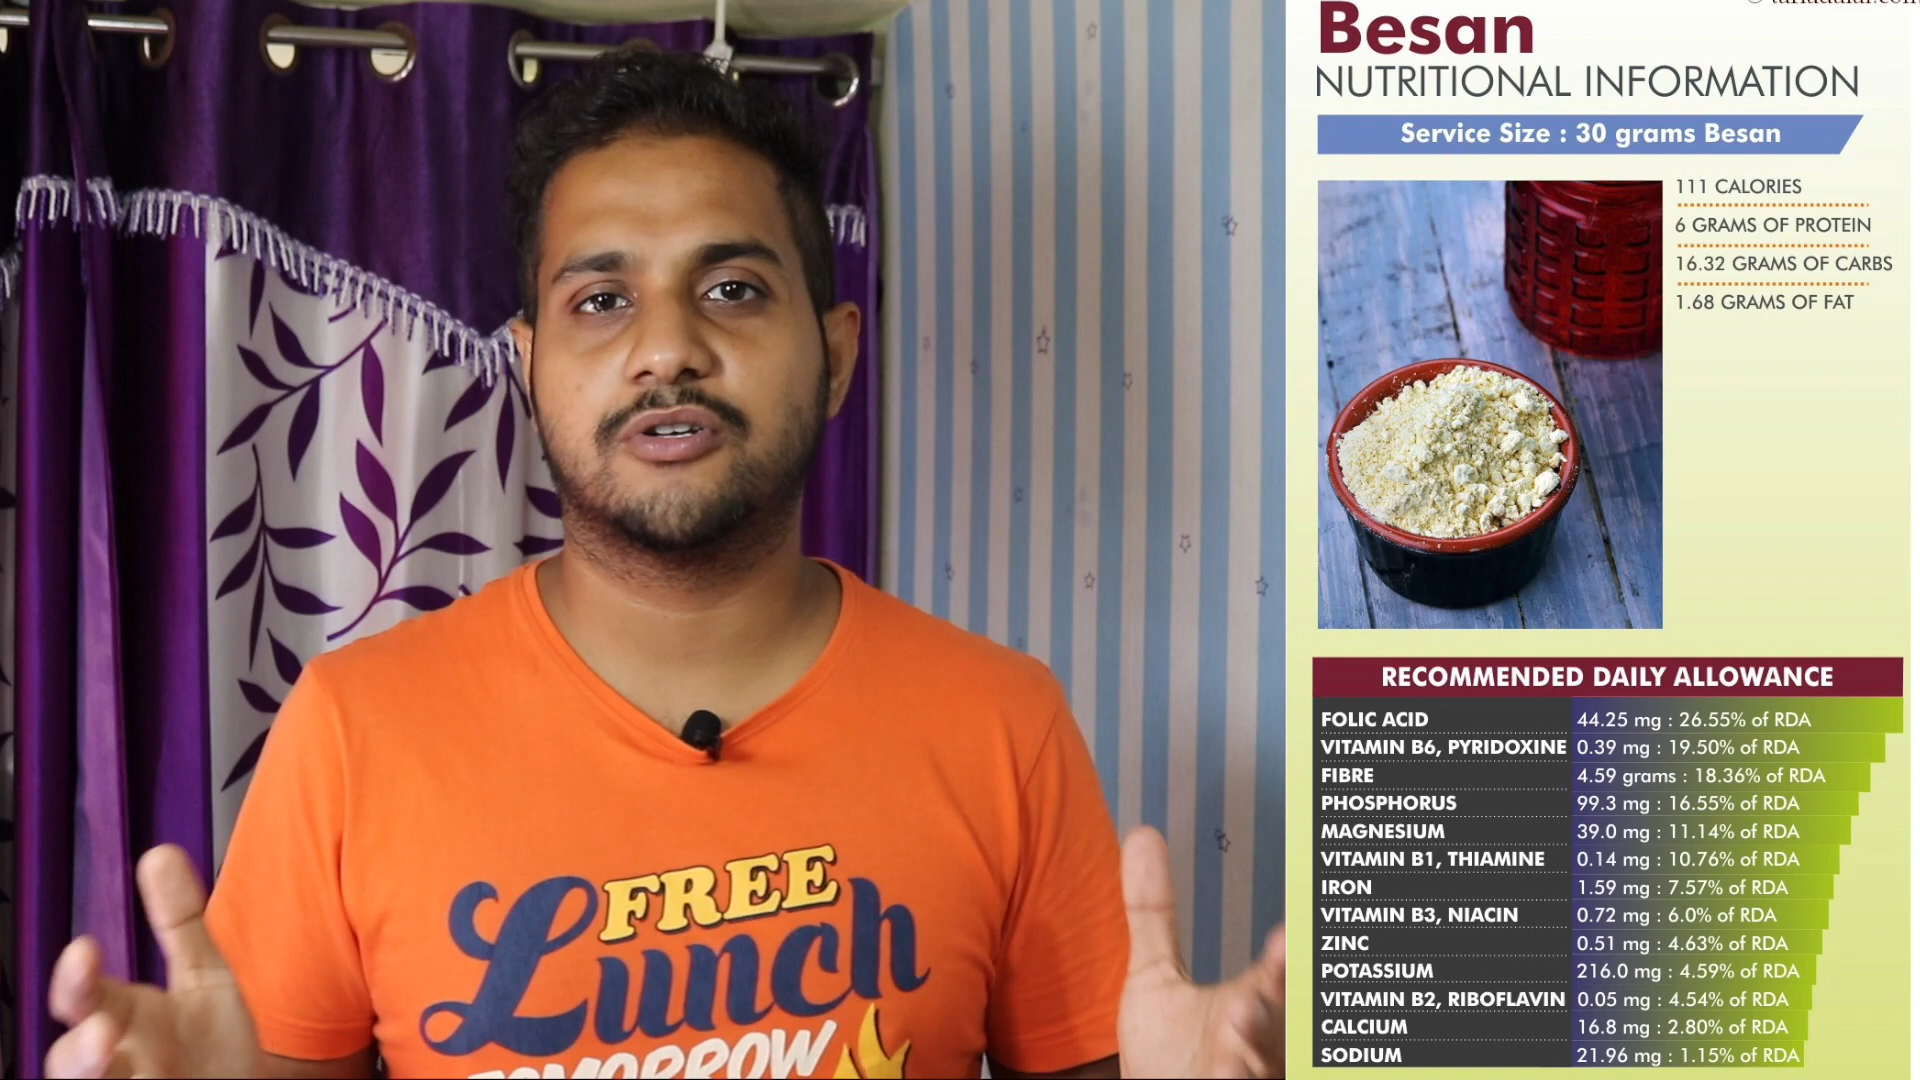 FREE
Lunch
TOMORROW
Besan
NUTRITIONAL INFORMATION
Service Size : 30 grams Besan
111 CALORIES
6 GRAMS OF PROTEIN
16.32 GRAMS OF CARBS
1.68 GRAMS OF FAT
RECOMMENDED DAILY ALLOWANCE
FOLIC ACID 44.25 mg : 26.55% of RDA
VITAMIN B6, PYRIDOXINE 0.39 mg : 19.50% of RDA
FIBRE 4.59 grams : 18.36% of RDA
PHOSPHORUS 99.3 mg : 16.55% of RDA
MAGNESIUM 39.0 mg : 11.14% of RDA
VITAMIN B1, THIAMINE 0.14 mg : 10.76% of RDA
IRON 1.59 mg : 7.57% of RDA
VITAMIN B3, NIACIN 0.72 mg : 6.0% of RDA
ZINC 0.51 mg : 4.63% of RDA
POTASSIUM 216.0 mg : 4.59% of RDA
VITAMIN B2, RIBOFLAVIN 0.05 mg : 4.54% of RDA
CALCIUM 16.8 mg : 2.80% of RDA
SODIUM 21.96 mg : 1.15% of RDA